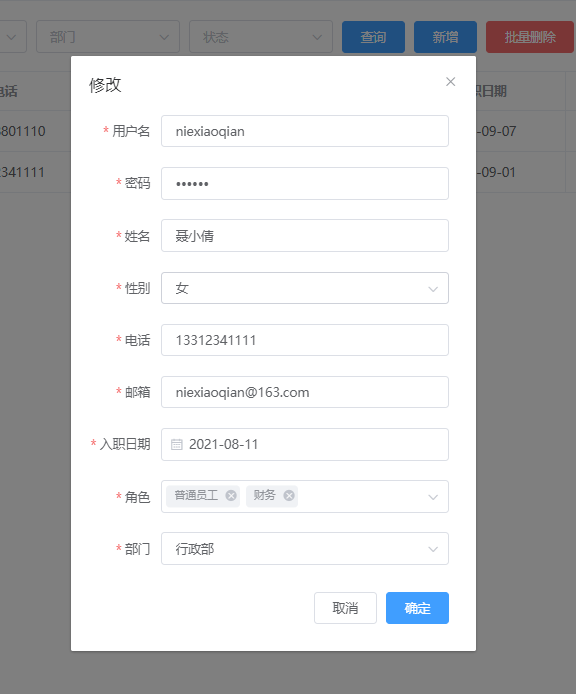 部门
状态
查询
新增
批量删除
修改
* 用户名 niexiaoqian
* 密码 ••••••
* 姓名 聂小倩
* 性别 女
* 电话 13312341111
* 邮箱 niexiaoqian@163.com
* 入职日期 2021-08-11
* 角色 普通员工 财务
* 部门 行政部
取消
确定
电话
801110
341111
职日期
-09-07
-09-01